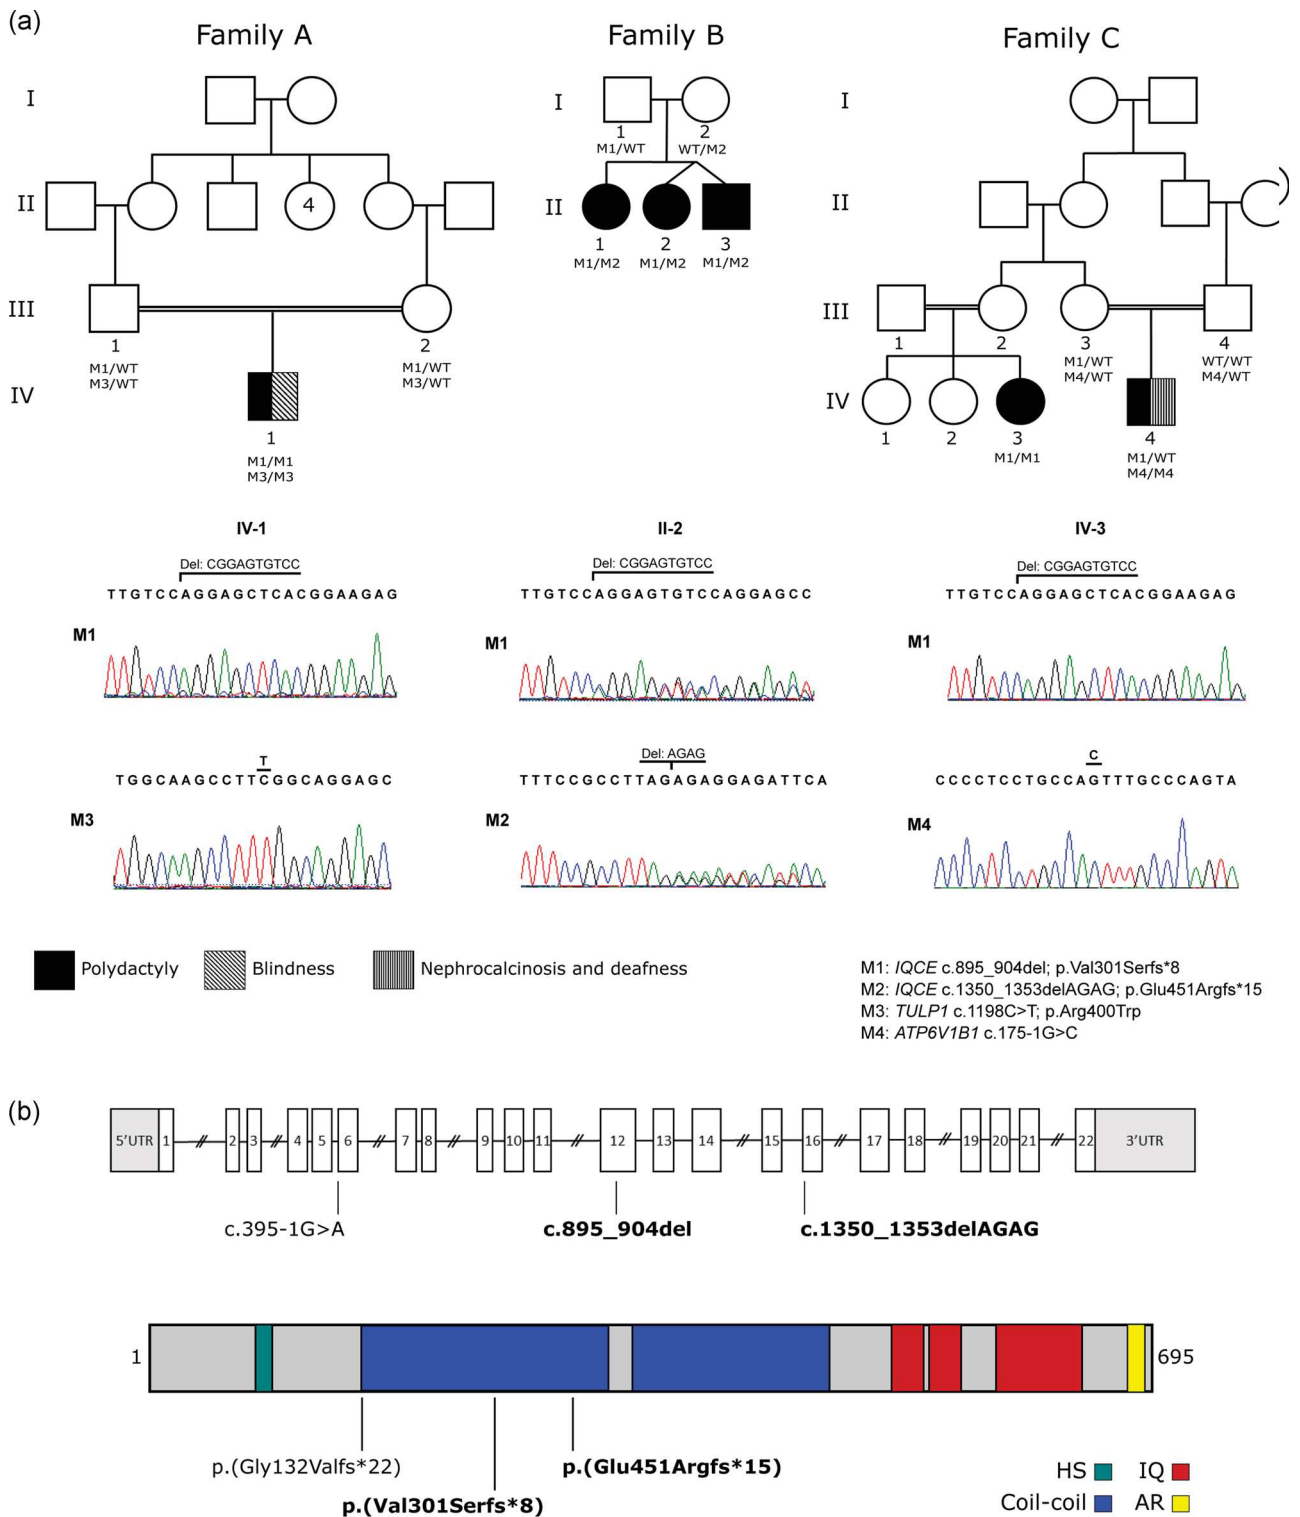 (a)
Family A
Family B
Family C
I
II
III
IV
4
1
M1/WT
M3/WT
2
M1/WT
M3/WT
1
M1/M1
M3/M3
I
II
1
M1/WT
2
WT/M2
1
M1/M2
2
M1/M2
3
M1/M2
I
II
III
IV
1
2
3
M1/WT
M4/WT
4
WT/WT
M4/WT
1
2
3
M1/M1
4
M1/WT
M4/M4
IV-1
II-2
IV-3
Del: CGGAGTGTCC
TTGTCCAGGAGCTCACGGAAGAG
M1
Del: CGGAGTGTCC
TTGTCCAGGAGTGTCCAGGAGCC
M1
Del: CGGAGTGTCC
TTGTCCAGGAGCTCACGGAAGAG
M1
T
TGGCAAGCCTTCGGCAGGAGC
M3
Del: AGAG
TTTCCGCCTTAGAGAGGAGATTCA
M2
C
CCCCTCCTGCCAGTTTGCCCAGTA
M4
Polydactyly
Blindness
Nephrocalcinosis and deafness
M1: IQCE c.895_904del; p.Val301Serfs*8
M2: IQCE c.1350_1353delAGAG; p.Glu451Argfs*15
M3: TULP1 c.1198C>T; p.Arg400Trp
M4: ATP6V1B1 c.175-1G>C
(b)
5'UTR 1 2 3 4 5 6 7 8 9 10 11 12 13 14 15 16 17 18 19 20 21 22 3'UTR
c.395-1G>A
c.895_904del
c.1350_1353delAGAG
1
695
p.(Gly132Valfs*22)
p.(Glu451Argfs*15)
p.(Val301Serfs*8)
HS
IQ
Coil-coil
AR